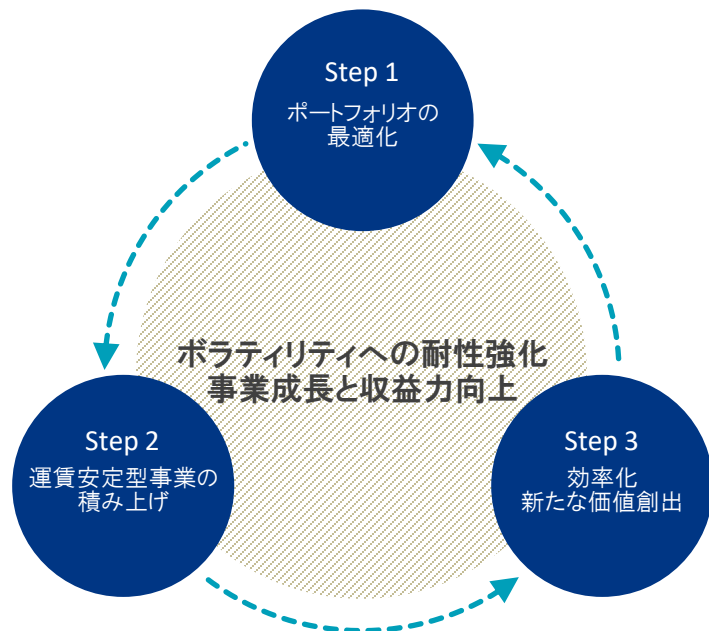 Step 1
ポートフォリオの
最適化
ボラティリティへの耐性強化
事業成長と収益力向上
Step 2
運賃安定型事業の
積み上げ
Step 3
効率化
新たな価値創出